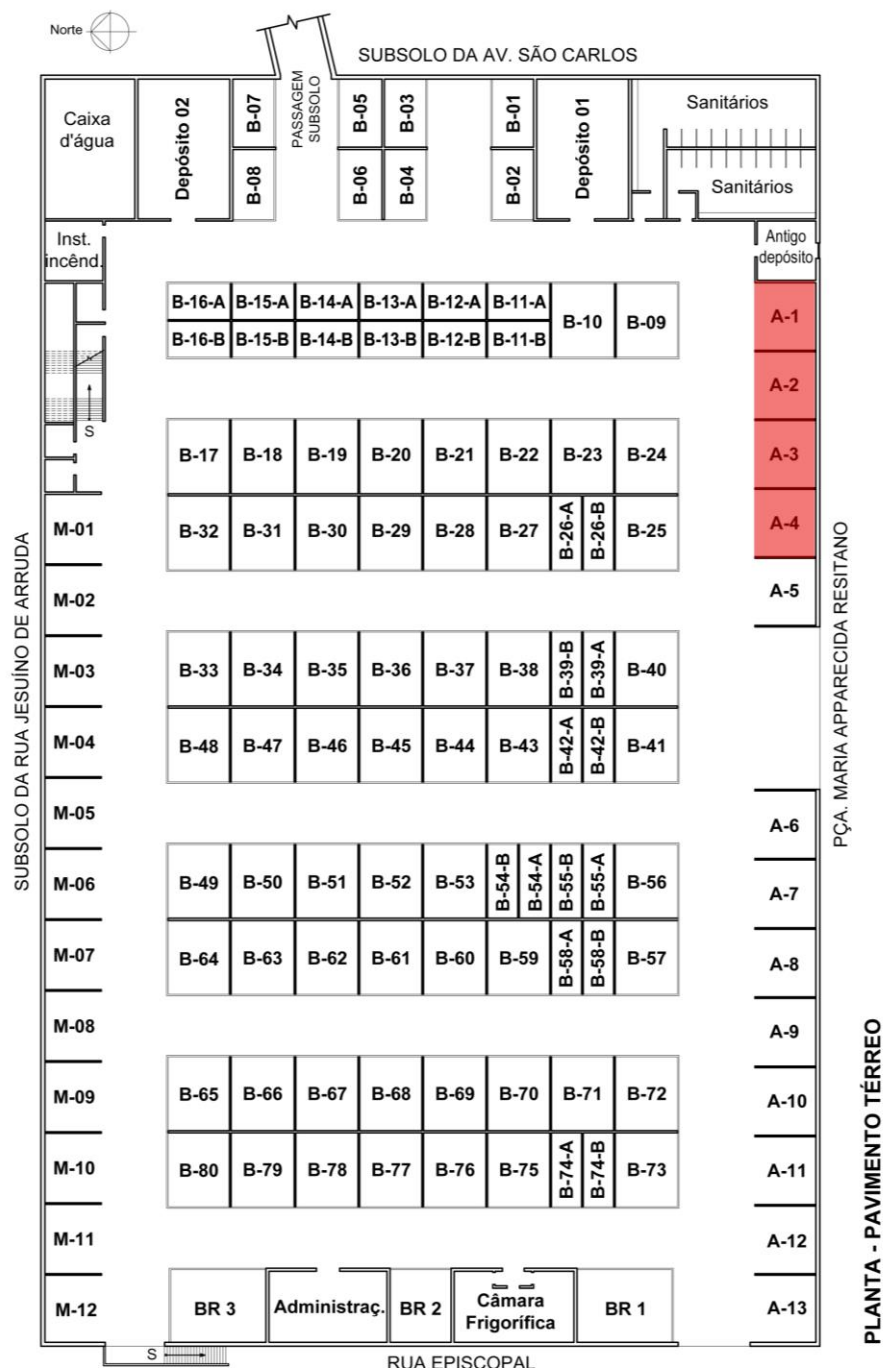 Norte
SUBSOLO DA AV. SÃO CARLOS
Caixa
d'água
Depósito 02
B-07
B-08
PASSAGEM
SUBSOLO
B-05
B-06
B-03
B-04
B-01
B-02
Depósito 01
Sanitários
Sanitários
Inst.
incênd.
Antigo
depósito
B-16-A B-15-A B-14-A B-13-A B-12-A B-11-A
B-16-B B-15-B B-14-B B-13-B B-12-B B-11-B
B-10 B-09
A-1
A-2
A-3
A-4
A-5
S
B-17 B-18 B-19 B-20 B-21 B-22 B-23 B-24
B-32 B-31 B-30 B-29 B-28 B-27 B-26-A B-26-B B-25
SUBSOLO DA RUA JESUÍNO DE ARRUDA
M-01
M-02
M-03
M-04
M-05
M-06
M-07
M-08
M-09
M-10
M-11
M-12
B-33 B-34 B-35 B-36 B-37 B-38 B-39-B B-39-A B-40
B-48 B-47 B-46 B-45 B-44 B-43 B-42-A B-42-B B-41
PÇA. MARIA APPARECIDA RESITANO
B-49 B-50 B-51 B-52 B-53 B-54-B B-54-A B-55-B B-55-A B-56
B-64 B-63 B-62 B-61 B-60 B-59 B-58-A B-58-B B-57
A-6
A-7
A-8
A-9
A-10
A-11
A-12
A-13
B-65 B-66 B-67 B-68 B-69 B-70 B-71 B-72
B-80 B-79 B-78 B-77 B-76 B-75 B-74-A B-74-B B-73
BR 3
Administraç.
BR 2
Câmara
Frigorífica
BR 1
S
RUA EPISCOPAL
PLANTA - PAVIMENTO TÉRREO